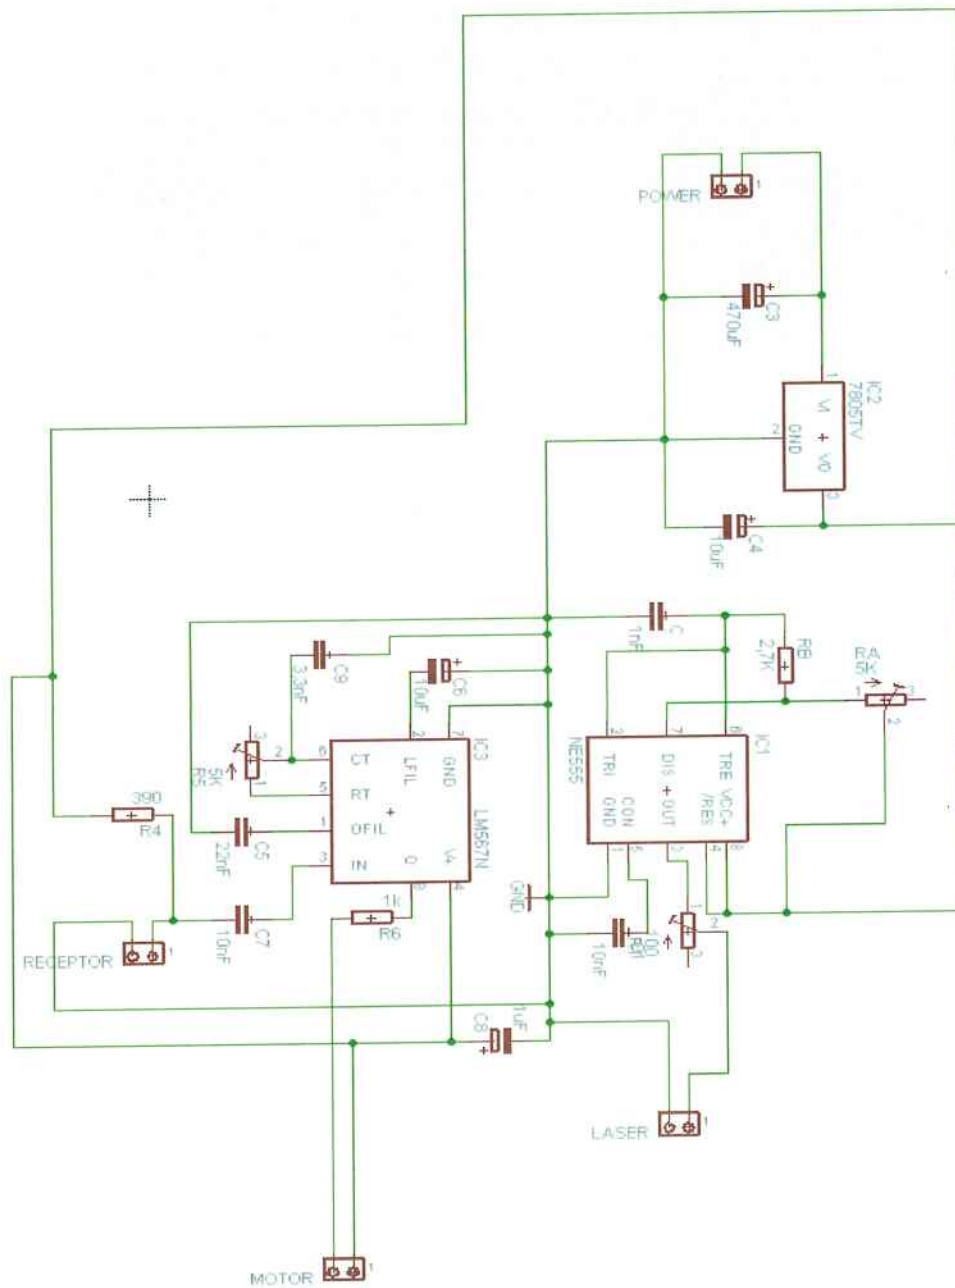 POWER
1
C3
470uF
+
1
IC2
7805TV
VI
+
VO
2
GND
3
C4
10uF
+
C
1nF
RB
2,7K
RA
5K
1
3
2
C9
3.3nF
C6
10uF
+
3
2
1
5K
R5
6
5
1
3
2
7
IC3
LM567N
CT
RT
OFIL
IN
LFIL
GND
+
O
V+
8
4
2
7
6
IC1
NE555
TRI
DIS
TRE
GND
CON
+
OUT
/RES
VCC+
1
5
3
4
8
390
R4
C5
22nF
C7
10nF
1k
R6
GND
10nF
100
1
2
3
RECEPTOR
1
C8
1uF
+
LASER
1
MOTOR
1